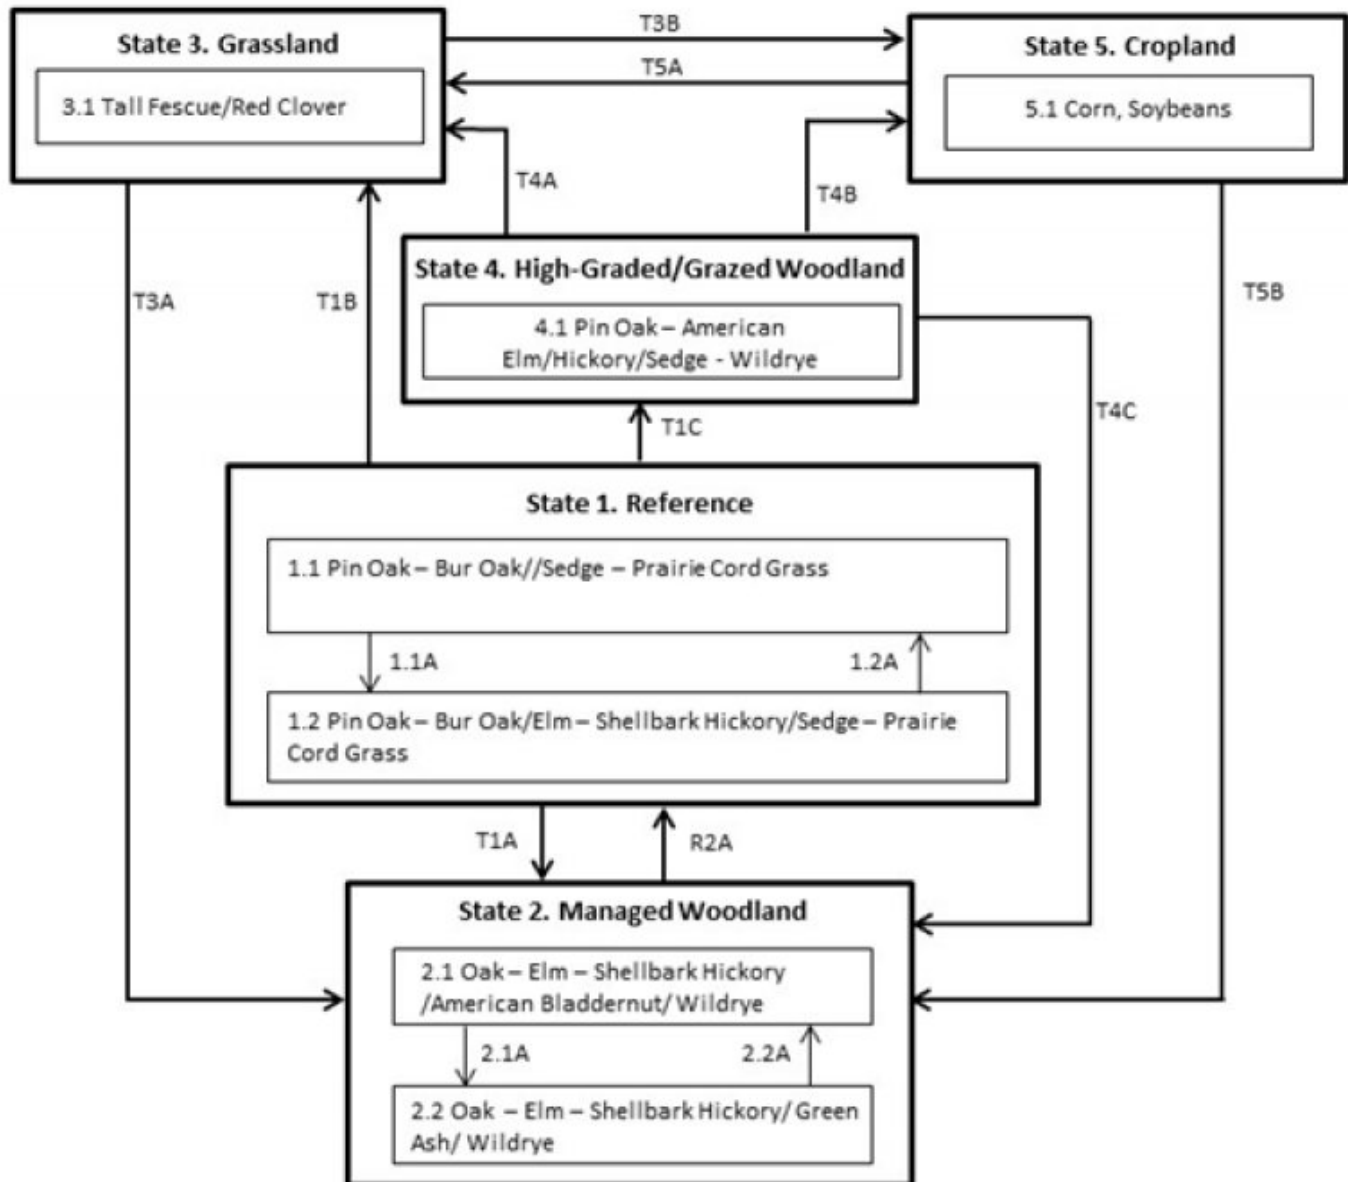 State 3. Grassland
3.1 Tall Fescue/Red Clover
T3B
T5A
State 5. Cropland
5.1 Corn, Soybeans
T4A
T4B
T3A
T1B
T5B
State 4. High-Graded/Grazed Woodland
4.1 Pin Oak – American
Elm/Hickory/Sedge - Wildrye
T4C
T1C
State 1. Reference
1.1 Pin Oak – Bur Oak//Sedge – Prairie Cord Grass
1.1A
1.2A
1.2 Pin Oak – Bur Oak/Elm – Shellbark Hickory/Sedge – Prairie
Cord Grass
T1A
R2A
State 2. Managed Woodland
2.1 Oak – Elm – Shellbark Hickory
/American Bladdernut/ Wildrye
2.1A
2.2A
2.2 Oak – Elm – Shellbark Hickory/ Green
Ash/ Wildrye